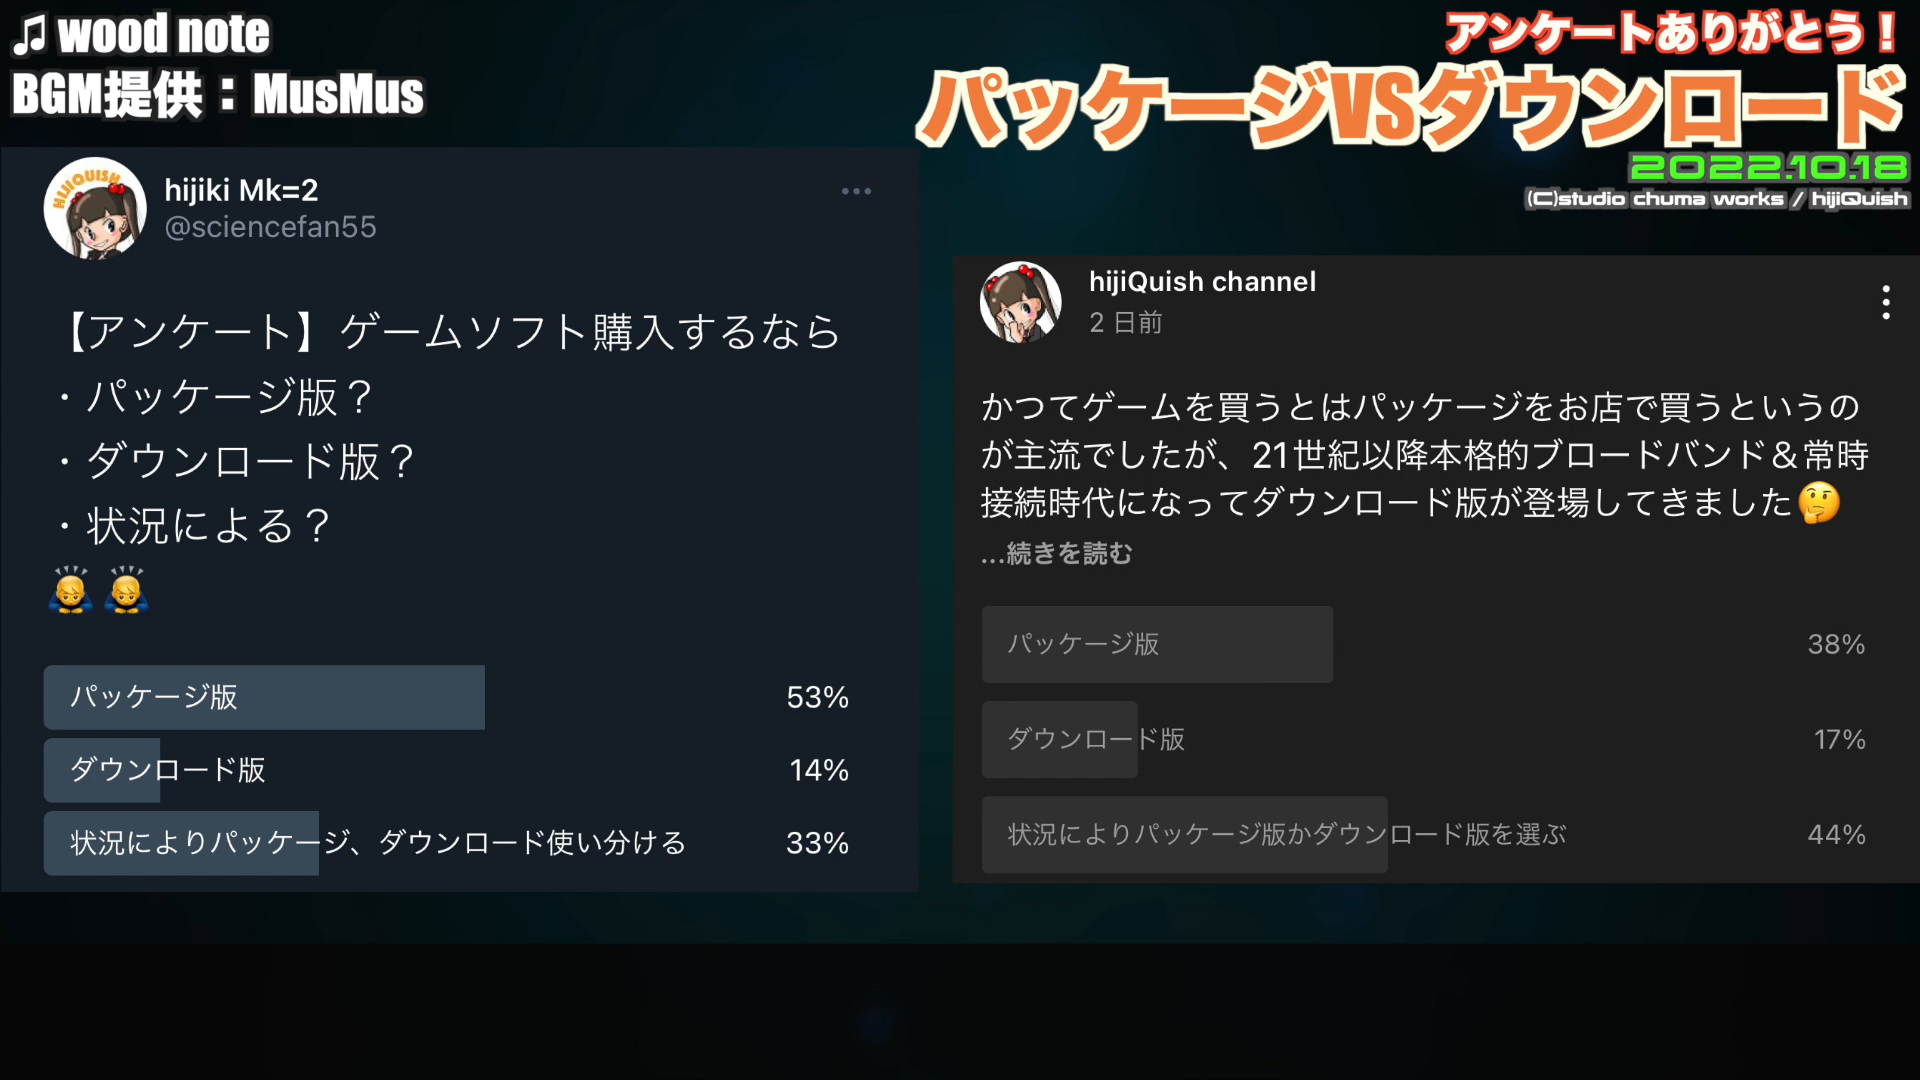 ♫ wood note
BGM提供：MusMus
アンケートありがとう！
パッケージVSダウンロード
2022.10.18
(C)studio chuma works / hijiQuish
HIJIQUISH
hijiki Mk=2
@sciencefan55
【アンケート】ゲームソフト購入するなら
・パッケージ版？
・ダウンロード版？
・状況による？
🙇🙇
パッケージ版 53%
ダウンロード版 14%
状況によりパッケージ、ダウンロード使い分ける 33%
hijiQuish channel
2 日前
かつてゲームを買うとはパッケージをお店で買うというの
が主流でしたが、21世紀以降本格的ブロードバンド＆常時
接続時代になってダウンロード版が登場してきました🤔
...続きを読む
パッケージ版 38%
ダウンロード版 17%
状況によりパッケージ版かダウンロード版を選ぶ 44%